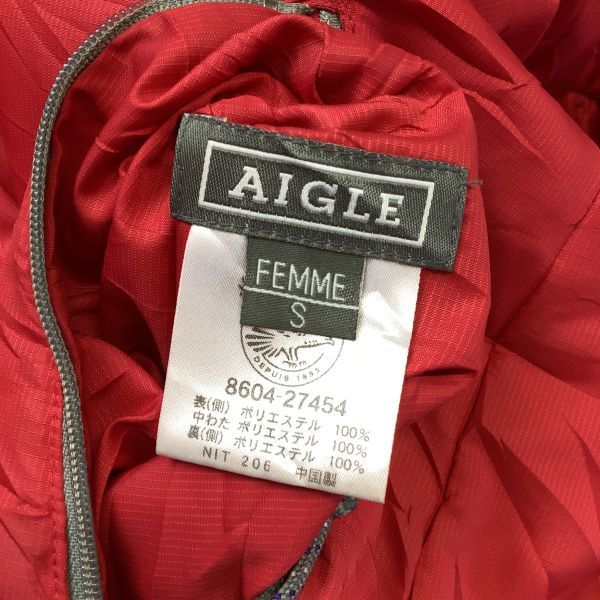 AIGLE
FEMME
S
DEPUIS 1853
8604-27454
表(側) ポリエステル 100%
中わた ポリエステル 100%
裏(側) ポリエステル 100%
NIT 206 中国製